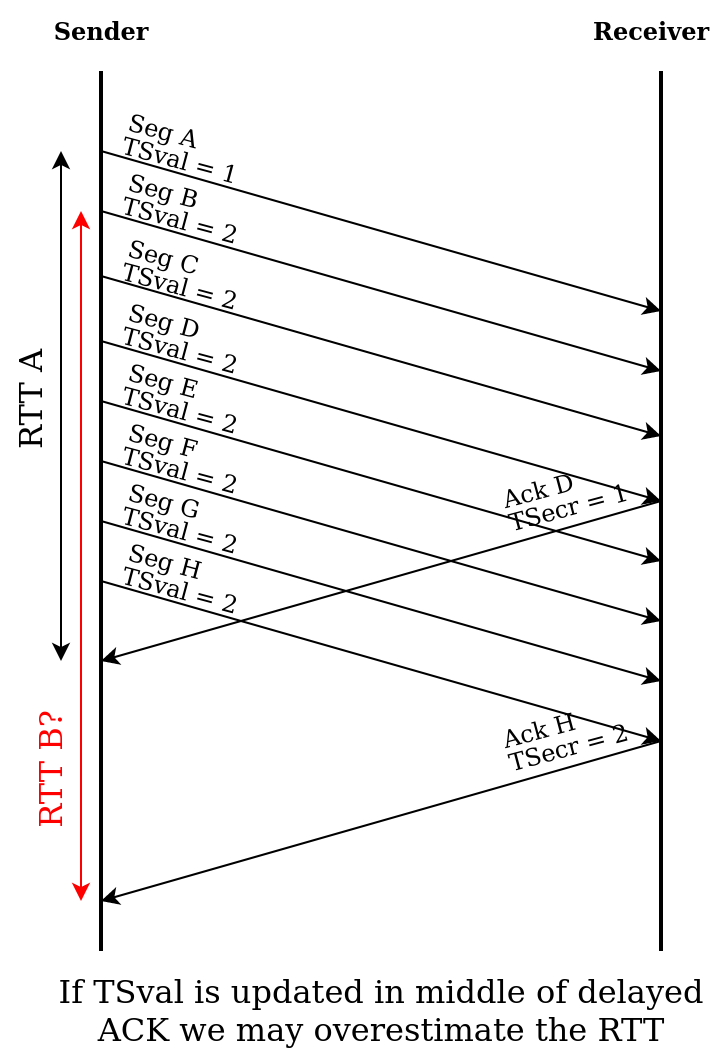 Sender
Receiver
Seg A
TSval = 1
Seg B
TSval = 2
Seg C
TSval = 2
Seg D
TSval = 2
Seg E
TSval = 2
Seg F
TSval = 2
Seg G
TSval = 2
Seg H
TSval = 2
RTT A
Ack D
TSecr = 1
RTT B?
Ack H
TSecr = 2
If TSval is updated in middle of delayed
ACK we may overestimate the RTT